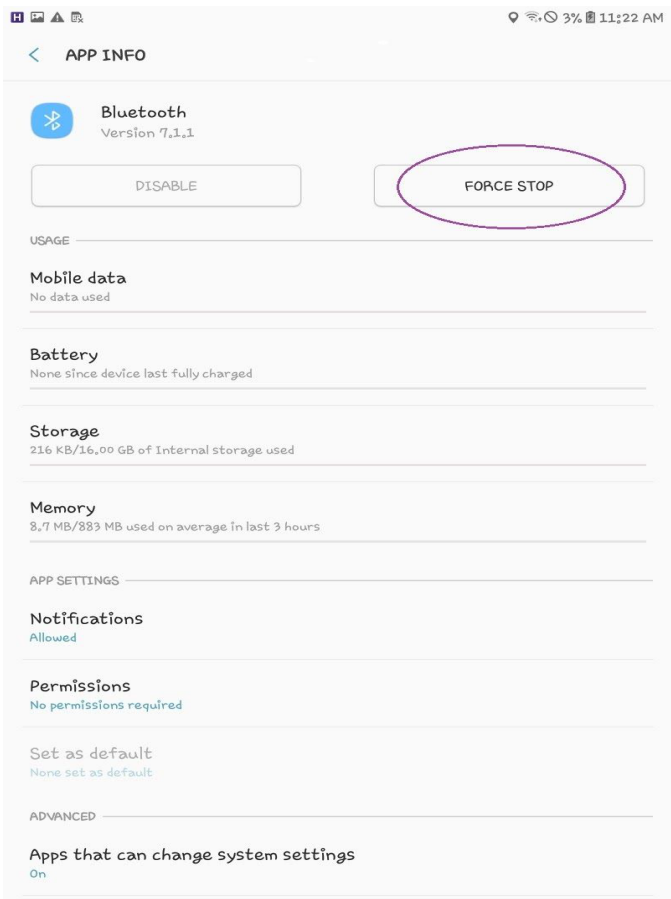 H 3% 11:22 AM
APP INFO
Bluetooth
Version 7.1.1
DISABLE FORCE STOP
USAGE
Mobile data
No data used
Battery
None since device last fully charged
Storage
216 KB/16.00 GB of Internal storage used
Memory
8.7 MB/883 MB used on average in last 3 hours
APP SETTINGS
Notifications
Allowed
Permissions
No permissions required
Set as default
None set as default
ADVANCED
Apps that can change system settings
On